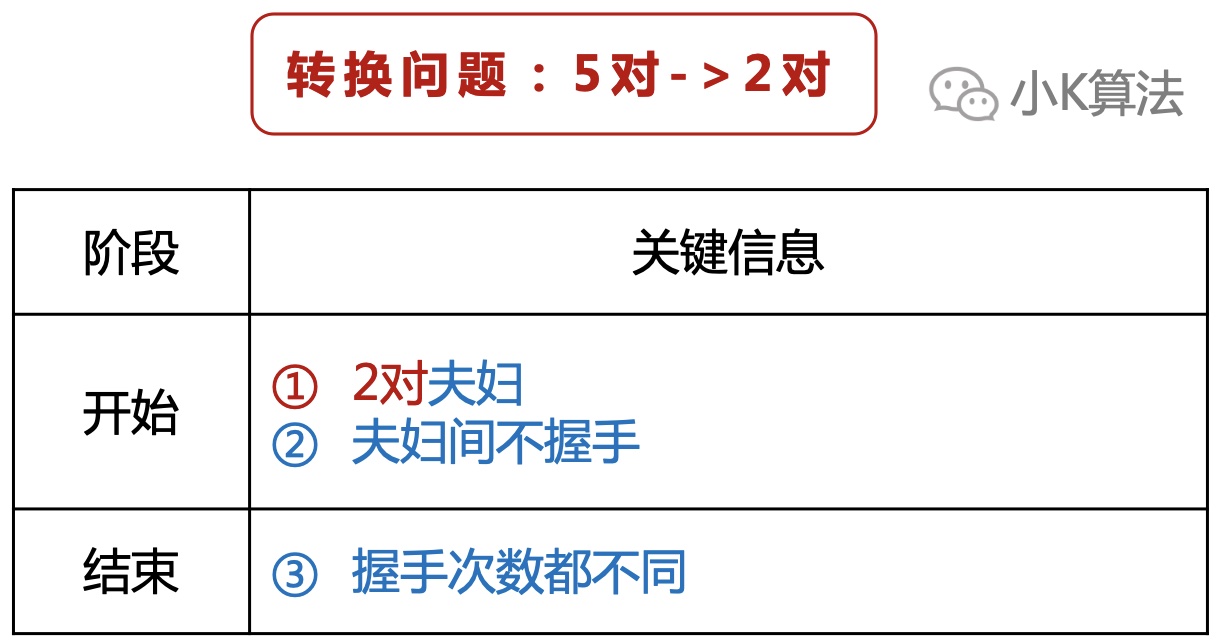 转换问题：5对->2对
小K算法
阶段
关键信息
开始
① 2对夫妇
② 夫妇间不握手
结束
③ 握手次数都不同